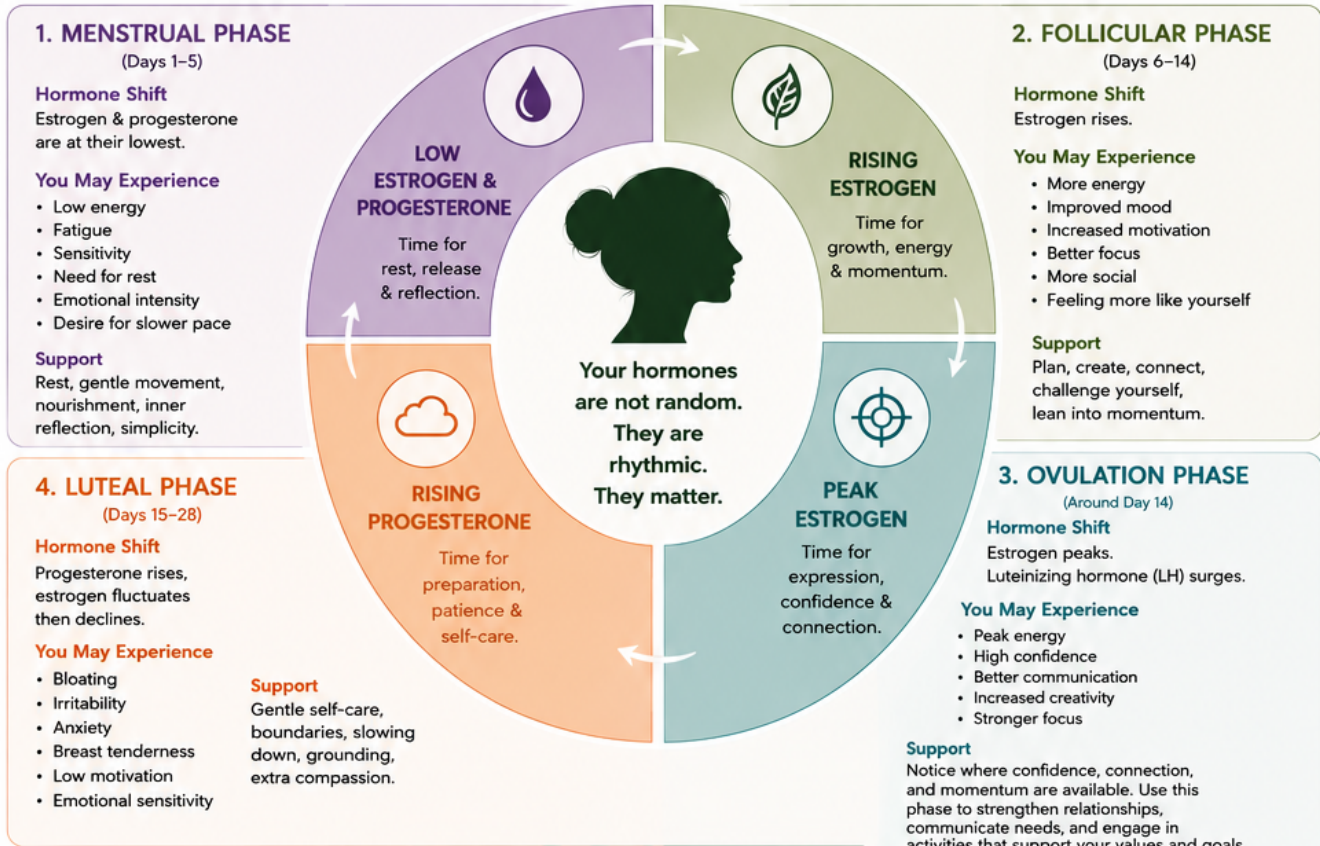 1. MENSTRUAL PHASE
(Days 1–5)
Hormone Shift
Estrogen & progesterone
are at their lowest.
You May Experience
• Low energy
• Fatigue
• Sensitivity
• Need for rest
• Emotional intensity
• Desire for slower pace
Support
Rest, gentle movement,
nourishment, inner
reflection, simplicity.
LOW
ESTROGEN &
PROGESTERONE
Time for
rest, release
& reflection.
RISING
ESTROGEN
Time for
growth, energy
& momentum.
2. FOLLICULAR PHASE
(Days 6–14)
Hormone Shift
Estrogen rises.
You May Experience
• More energy
• Improved mood
• Increased motivation
• Better focus
• More social
• Feeling more like yourself
Support
Plan, create, connect,
challenge yourself,
lean into momentum.
Your hormones
are not random.
They are
rhythmic.
They matter.
PEAK
ESTROGEN
Time for
expression,
confidence &
connection.
3. OVULATION PHASE
(Around Day 14)
Hormone Shift
Estrogen peaks.
Luteinizing hormone (LH) surges.
You May Experience
• Peak energy
• High confidence
• Better communication
• Increased creativity
• Stronger focus
Support
Notice where confidence, connection,
and momentum are available. Use this
phase to strengthen relationships,
communicate needs, and engage in
activities that support your values and goals
RISING
PROGESTERONE
Time for
preparation,
patience &
self-care.
4. LUTEAL PHASE
(Days 15–28)
Hormone Shift
Progesterone rises,
estrogen fluctuates
then declines.
You May Experience
• Bloating
• Irritability
• Anxiety
• Breast tenderness
• Low motivation
• Emotional sensitivity
Support
Gentle self-care,
boundaries, slowing
down, grounding,
extra compassion.